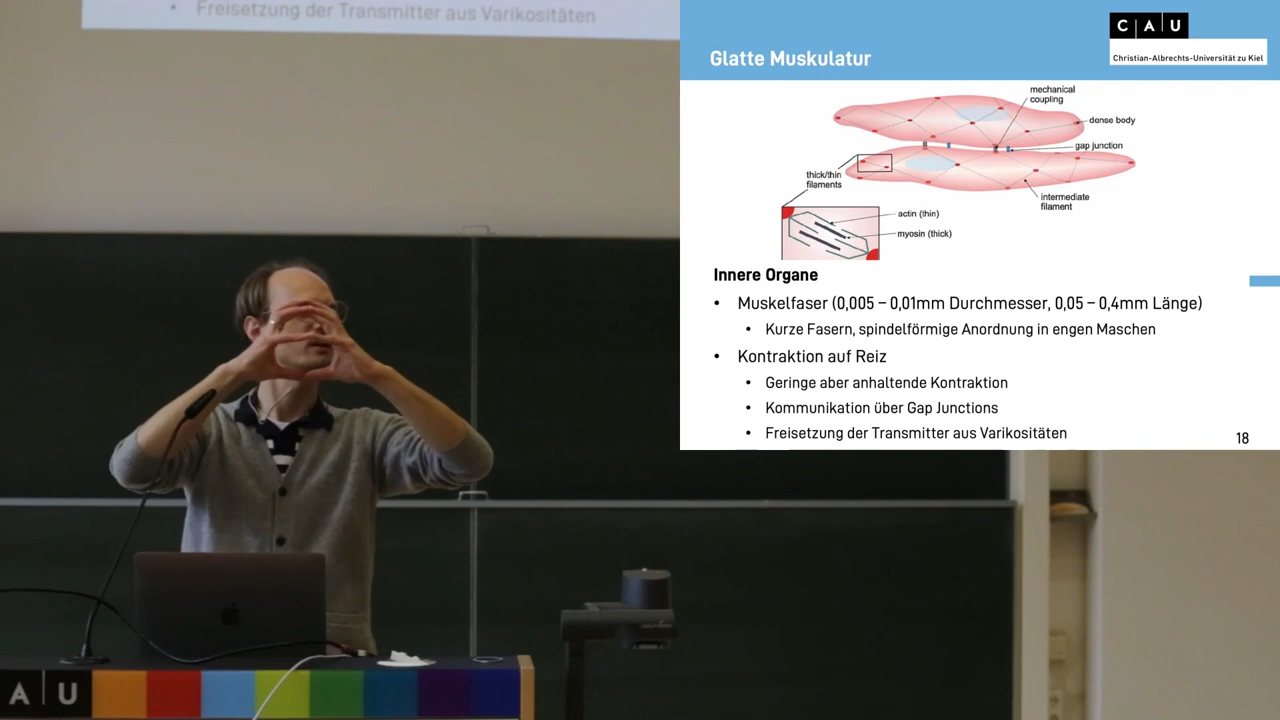 • Freisetzung der Transmitter aus Varikositäten
C A U
Christian-Albrechts-Universität zu Kiel
Glatte Muskulatur
mechanical
coupling
dense body
gap junction
thick/thin
filaments
intermediate
filament
actin (thin)
myosin (thick)
Innere Organe
• Muskelfaser (0,005 – 0,01mm Durchmesser, 0,05 – 0,4mm Länge)
• Kurze Fasern, spindelförmige Anordnung in engen Maschen
• Kontraktion auf Reiz
• Geringe aber anhaltende Kontraktion
• Kommunikation über Gap Junctions
• Freisetzung der Transmitter aus Varikositäten
18
A U